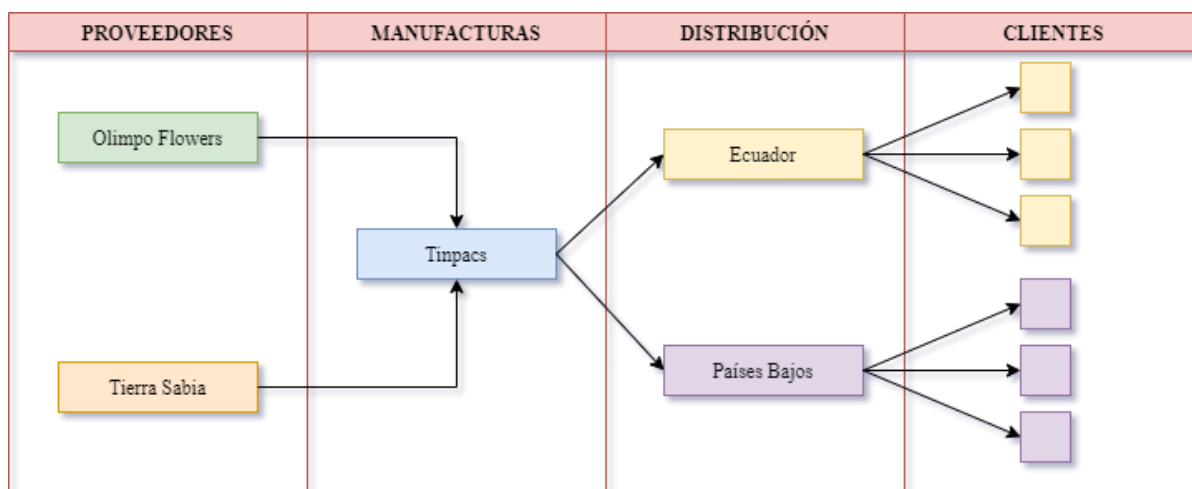 PROVEEDORES
MANUFACTURAS
DISTRIBUCIÓN
CLIENTES
Olimpo Flowers
Ecuador
Tinpacs
Países Bajos
Tierra Sabia